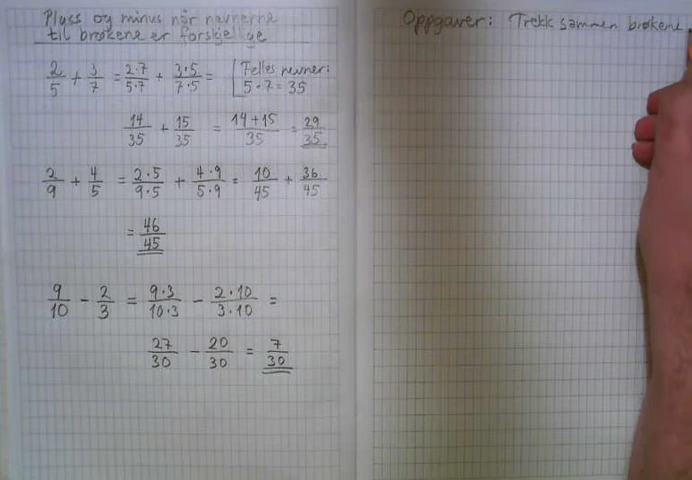 Pluss og minus når nevnerne
til brøkene er forskjellige
2/5 + 3/7 = 2·7/5·7 + 3·5/7·5 =
Felles nevner:
5·7=35
14/35 + 15/35 = 14+15/35 = 29/35
2/9 + 4/5 = 2·5/9·5 + 4·9/5·9 = 10/45 + 36/45
= 46/45
9/10 - 2/3 = 9·3/10·3 - 2·10/3·10 =
27/30 - 20/30 = 7/30
Oppgaver: Trekk sammen brøkene